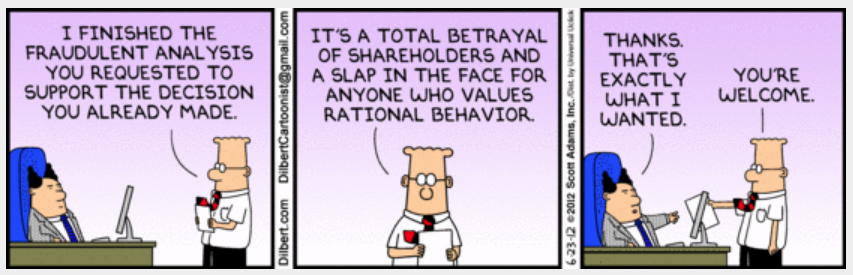 I FINISHED THE
FRAUDULENT ANALYSIS
YOU REQUESTED TO
SUPPORT THE DECISION
YOU ALREADY MADE.
Dilbert.com DilbertCartoonist@gmail.com
IT'S A TOTAL BETRAYAL
OF SHAREHOLDERS AND
A SLAP IN THE FACE FOR
ANYONE WHO VALUES
RATIONAL BEHAVIOR.
6-23-12 ©2012 Scott Adams, Inc. /Dist. by Universal Uclick
THANKS.
THAT'S
EXACTLY
WHAT I
WANTED.
YOU'RE
WELCOME.